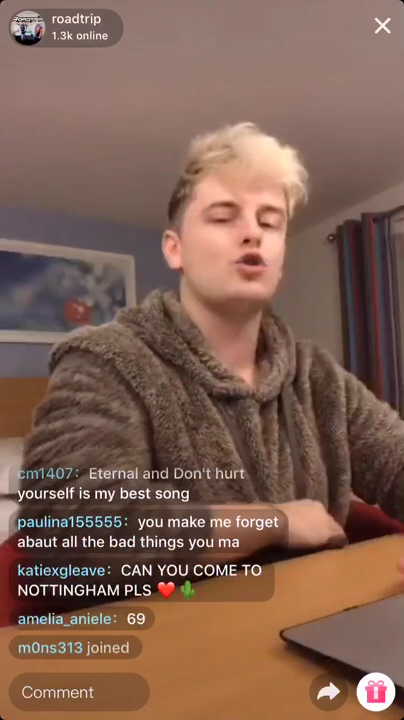 roadtrip
1.3k online
cm1407: Eternal and Don't hurt
yourself is my best song
paulina155555: you make me forget
abaut all the bad things you ma
katiexgleave: CAN YOU COME TO
NOTTINGHAM PLS ❤️🌵
amelia_aniele: 69
m0ns313 joined
Comment